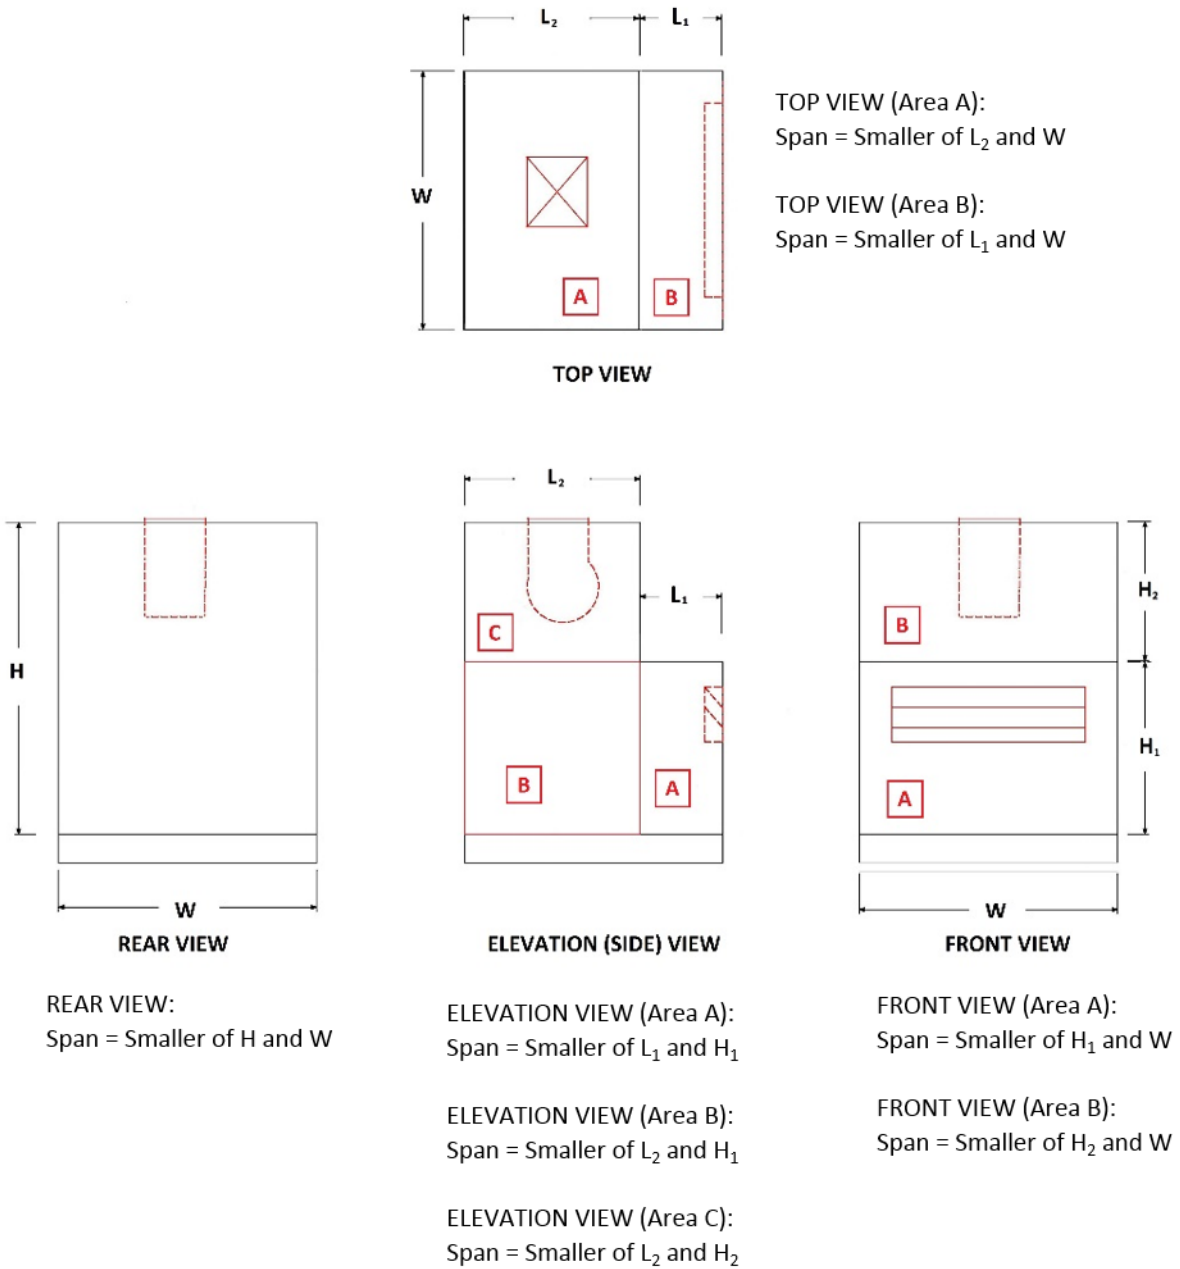 L₂ L₁
W
TOP VIEW (Area A):
Span = Smaller of L₂ and W
TOP VIEW (Area B):
Span = Smaller of L₁ and W
A B
TOP VIEW
H
W
REAR VIEW
REAR VIEW:
Span = Smaller of H and W
L₂
L₁
C
B A
ELEVATION (SIDE) VIEW
ELEVATION VIEW (Area A):
Span = Smaller of L₁ and H₁
ELEVATION VIEW (Area B):
Span = Smaller of L₂ and H₁
ELEVATION VIEW (Area C):
Span = Smaller of L₂ and H₂
H₂
B
H₁
A
W
FRONT VIEW
FRONT VIEW (Area A):
Span = Smaller of H₁ and W
FRONT VIEW (Area B):
Span = Smaller of H₂ and W